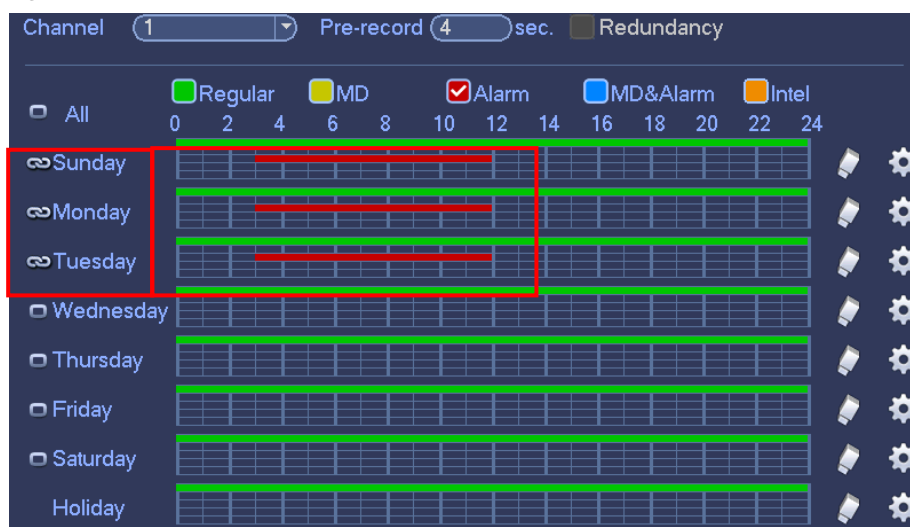 Channel 1 Pre-record 4 sec. Redundancy
Regular MD Alarm MD&Alarm Intel
All
0 2 4 6 8 10 12 14 16 18 20 22 24
Sunday
Monday
Tuesday
Wednesday
Thursday
Friday
Saturday
Holiday